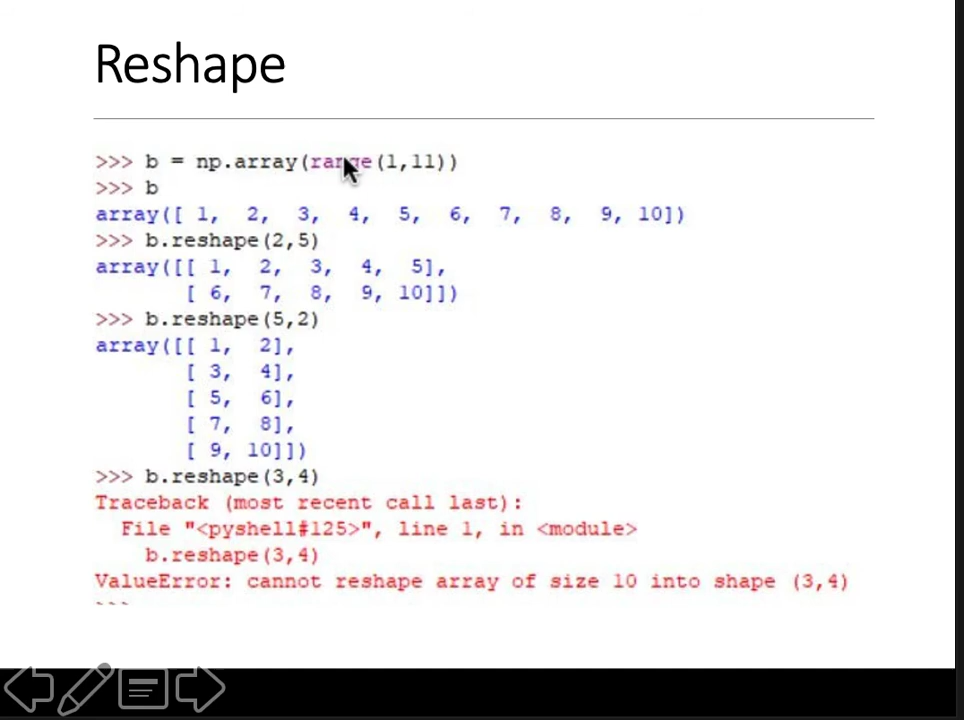 Reshape
>>> b = np.array(range(1,11))
>>> b
array([ 1,  2,  3,  4,  5,  6,  7,  8,  9, 10])
>>> b.reshape(2,5)
array([[ 1,  2,  3,  4,  5],
       [ 6,  7,  8,  9, 10]])
>>> b.reshape(5,2)
array([[ 1,  2],
       [ 3,  4],
       [ 5,  6],
       [ 7,  8],
       [ 9, 10]])
>>> b.reshape(3,4)
Traceback (most recent call last):
  File "<pyshell#125>", line 1, in <module>
    b.reshape(3,4)
ValueError: cannot reshape array of size 10 into shape (3,4)
>>>